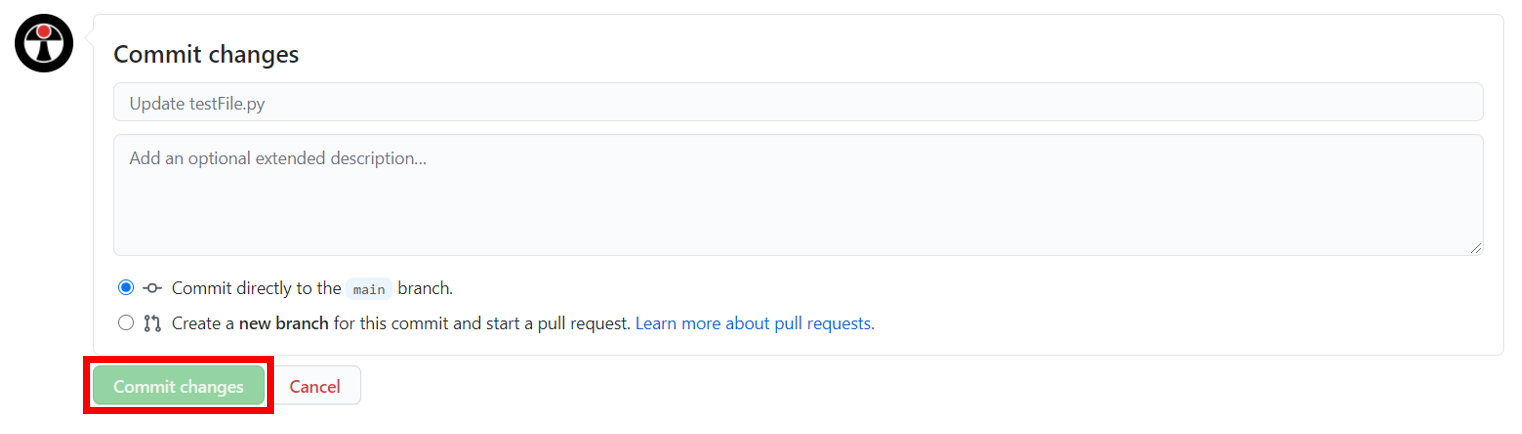 Commit changes
Update testFile.py
Add an optional extended description...
Commit directly to the main branch.
Create a new branch for this commit and start a pull request. Learn more about pull requests.
Commit changes Cancel